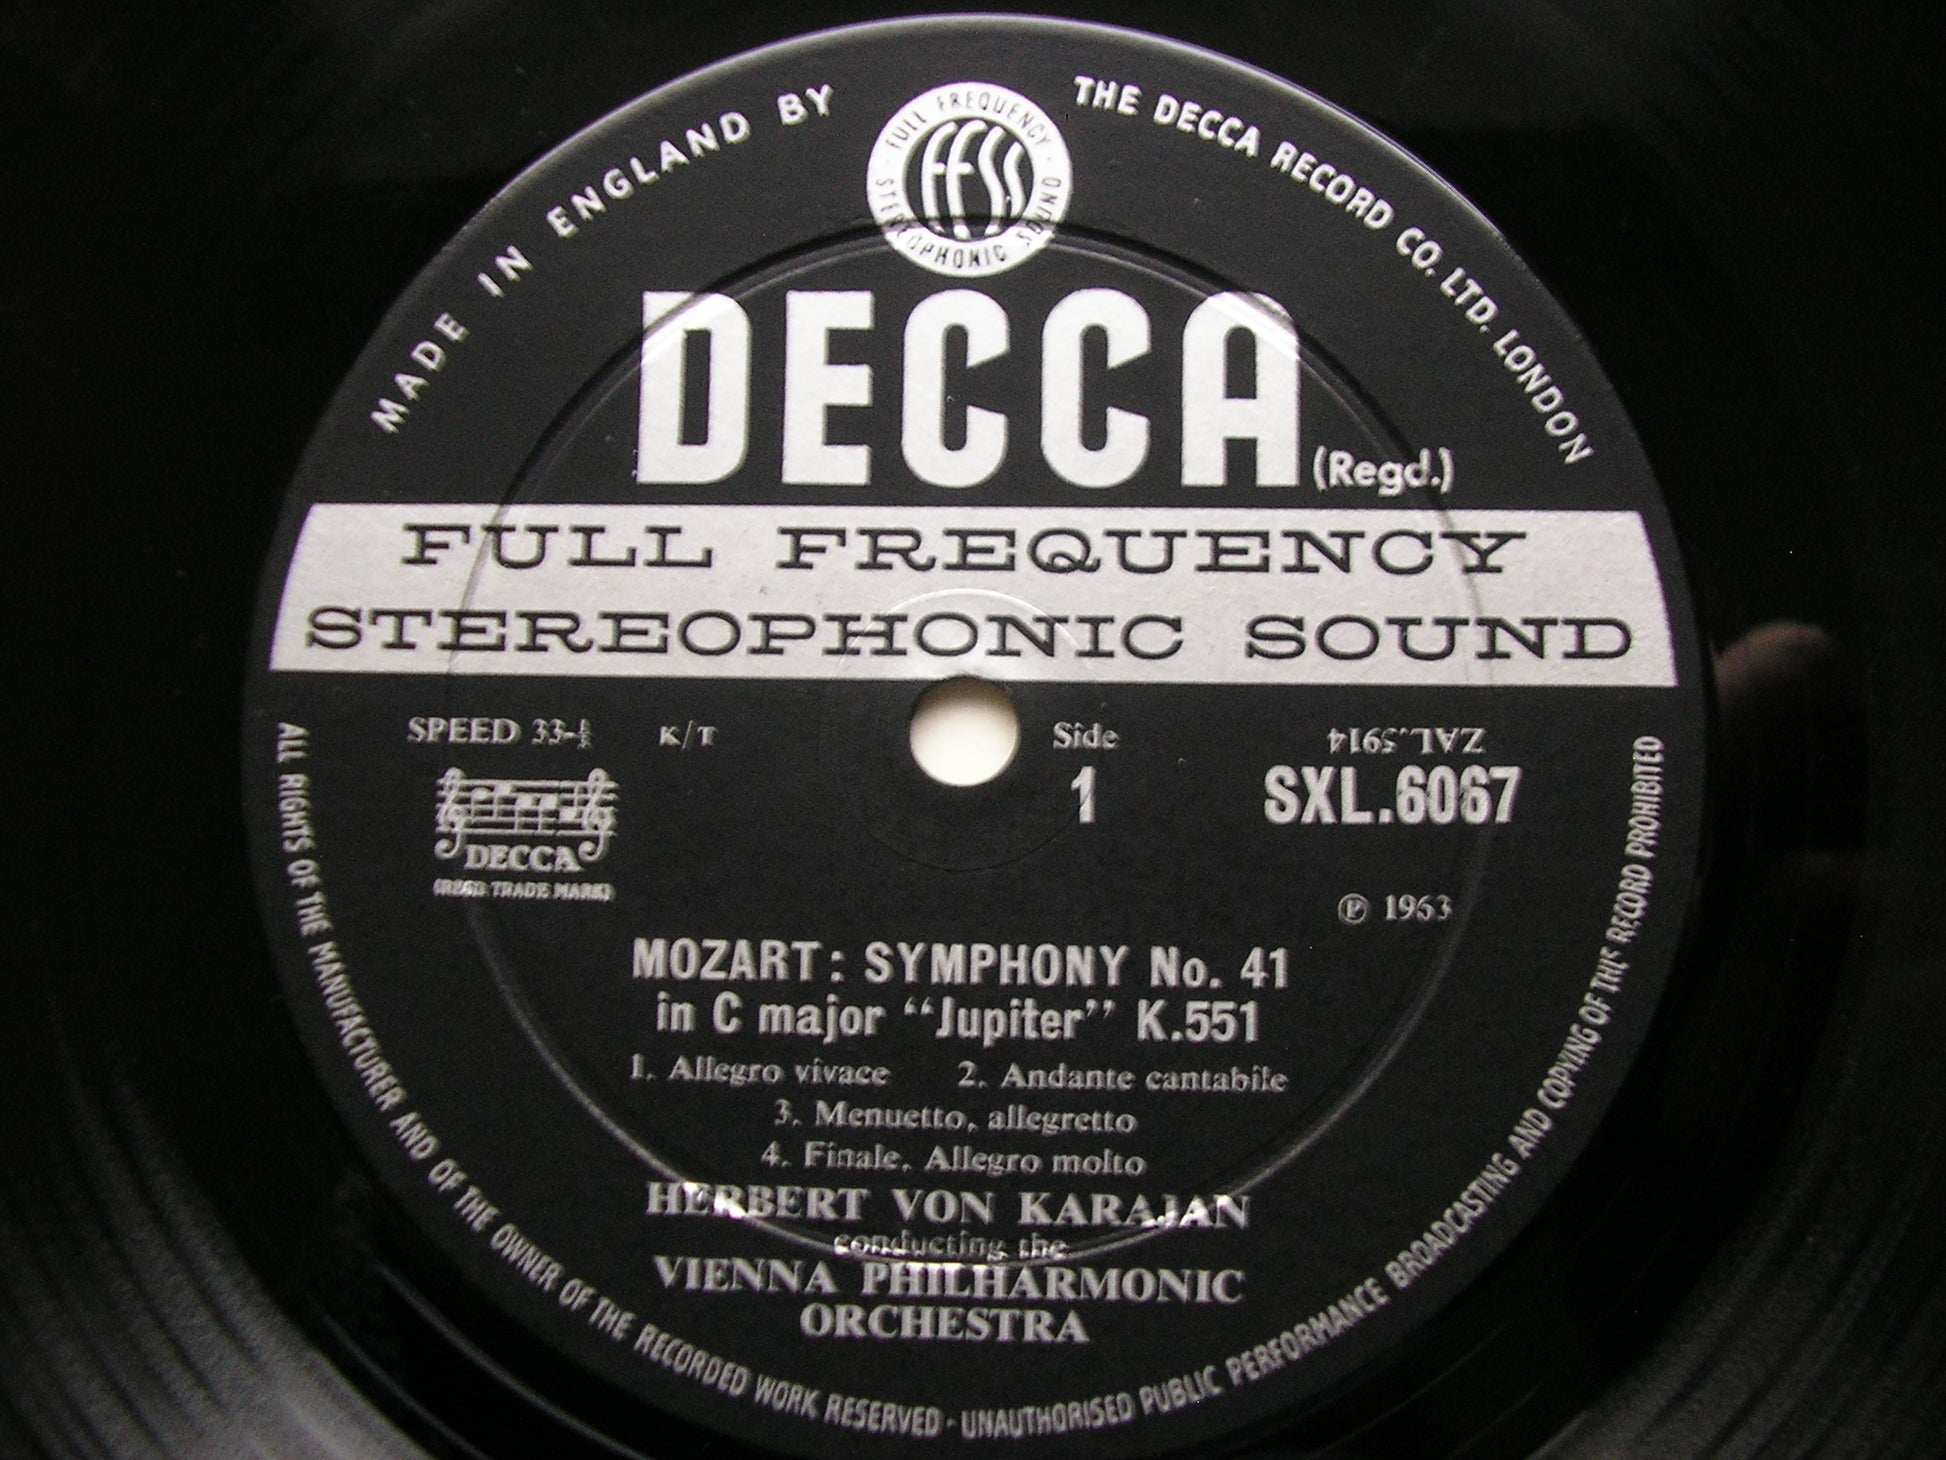 MADE IN ENGLAND BY
THE DECCA RECORD CO. LTD. LONDON
FULL FREQUENCY
STEREOPHONIC SOUND
FFSS
DECCA (Regd.)
FULL FREQUENCY
STEREOPHONIC SOUND
SPEED 33-⅓ K/T Side ZAL.5914
1 SXL.6067
DECCA
(REGD. TRADE MARK)
℗ 1963
MOZART: SYMPHONY No. 41
in C major “Jupiter” K.551
1. Allegro vivace 2. Andante cantabile
3. Menuetto, allegretto
4. Finale, Allegro molto
HERBERT VON KARAJAN
conducting the
VIENNA PHILHARMONIC
ORCHESTRA
ALL RIGHTS OF THE MANUFACTURER AND OF THE OWNER OF THE RECORDED WORK RESERVED · UNAUTHORISED PUBLIC PERFORMANCE BROADCASTING AND COPYING OF THIS RECORD PROHIBITED